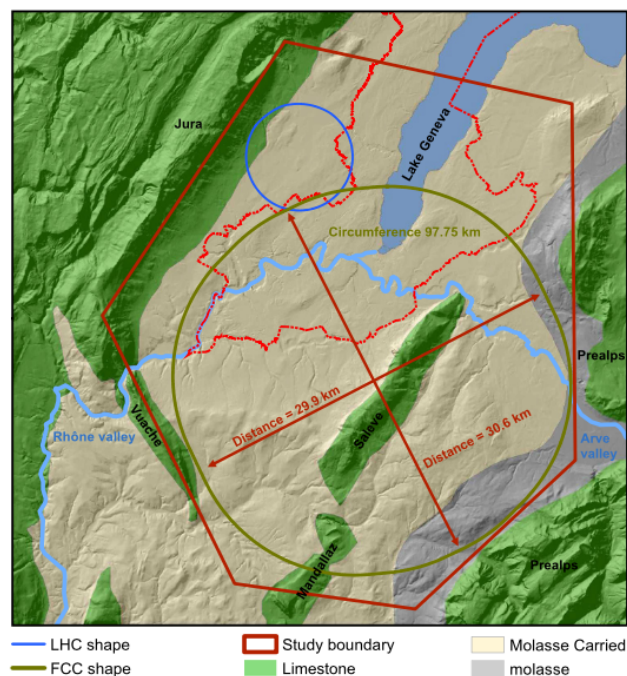 Jura
Lake Geneva
Circumference 97.75 km
Prealps
Distance = 29.9 km
Vuache
Rhône valley
Salève
Distance = 30.6 km
Arve
valley
Mandallaz
Prealps
LHC shape
Study boundary
Molasse Carried
FCC shape
Limestone
molasse